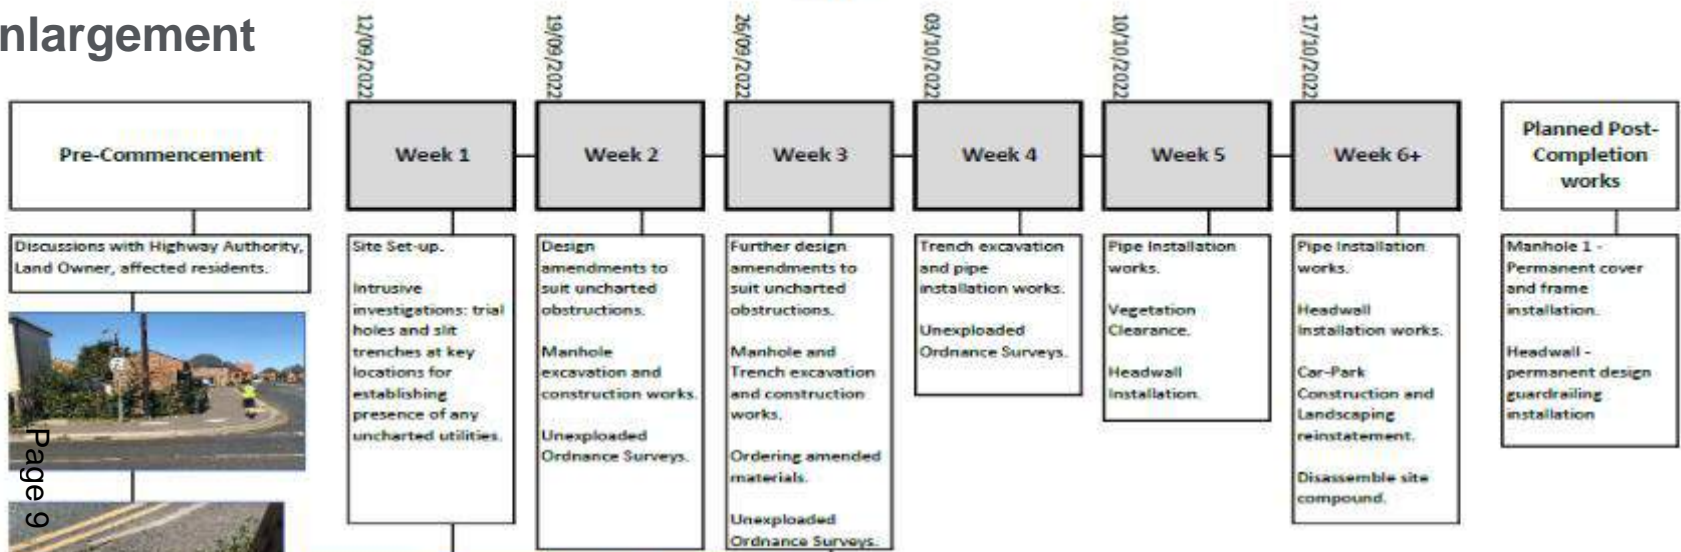 nlargement
12/09/2022
19/09/2022
26/09/2022
03/10/2022
10/10/2022
17/10/2022
Pre-Commencement
Week 1
Week 2
Week 3
Week 4
Week 5
Week 6+
Planned Post-
Completion
works
Discussions with Highway Authority,
Land Owner, affected residents.
Site Set-up.
Intrusive
investigations: trial
holes and slit
trenches at key
locations for
establishing
presence of any
uncharted utilities.
Design
amendments to
suit uncharted
obstructions.
Manhole
excavation and
construction works.
Unexploaded
Ordnance Surveys.
Further design
amendments to
suit uncharted
obstructions.
Manhole and
Trench excavation
and construction
works.
Ordering amended
materials.
Unexploaded
Ordnance Surveys.
Trench excavation
and pipe
installation works.
Unexploaded
Ordnance Surveys.
Pipe Installation
works.
Vegetation
Clearance.
Headwall
Installation.
Pipe Installation
works.
Headwall
Installation works.
Car-Park
Construction and
Landscaping
reinstatement.
Disassemble site
compound.
Manhole 1 -
Permanent cover
and frame
installation.
Headwall -
permanent design
guardrailing
installation
Page 9